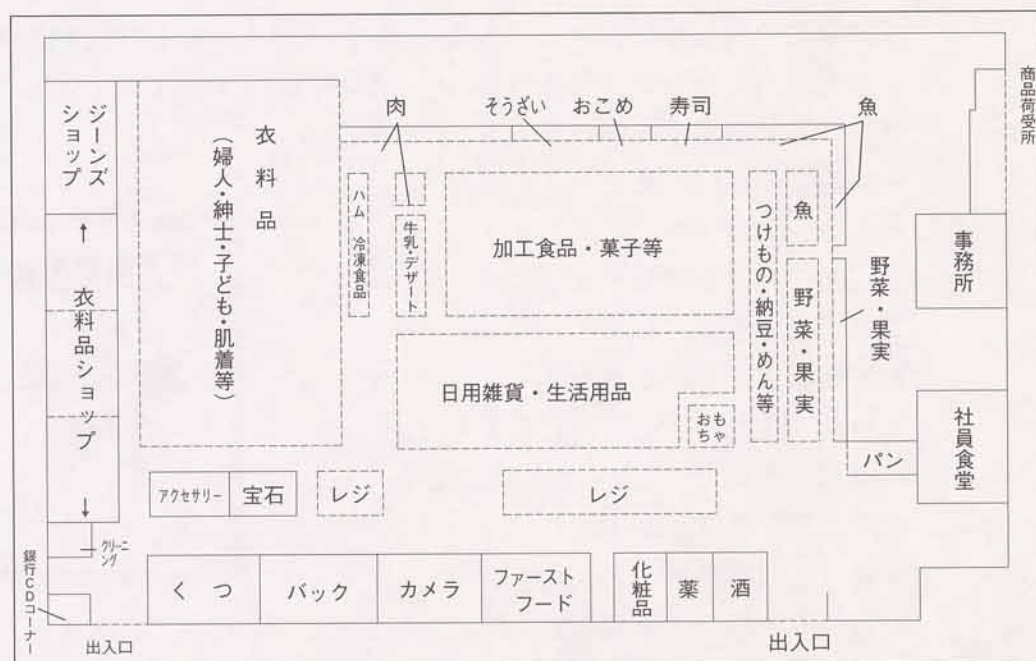 商品荷受所
肉
そうざい
おこめ
寿司
魚
ジーンズ
ショップ
衣料品
(婦人・紳士・子ども・肌着等)
ハム 冷凍食品
牛乳・デザート
加工食品・菓子等
つけもの・納豆・めん等
魚
野菜・果実
野菜・果実
事務所
衣料品ショップ
日用雑貨・生活用品
おも
ちゃ
パン
社員食堂
アクセサリー
宝石
レジ
レジ
クリーニ
ング
銀行CDコーナー
くつ
バック
カメラ
ファースト
フード
化粧品
薬
酒
出入口
出入口